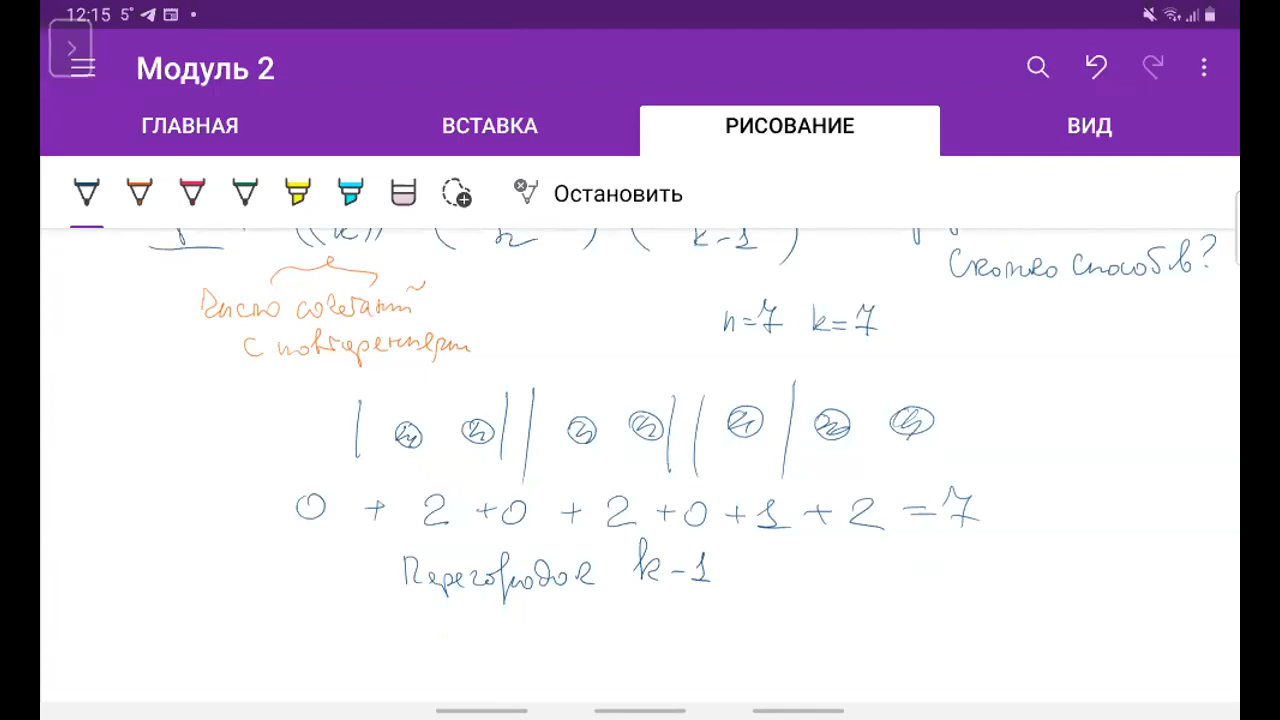 12:15 5°
Модуль 2
ГЛАВНАЯ ВСТАВКА РИСОВАНИЕ ВИД
Остановить
((k)) ( n ) ( k-1 )
Сколько способов?
Число сочетаний
с повторениями
n=7 k=7
0 + 2 +0 + 2 +0 +1 + 2 =7
Перегородок k-1